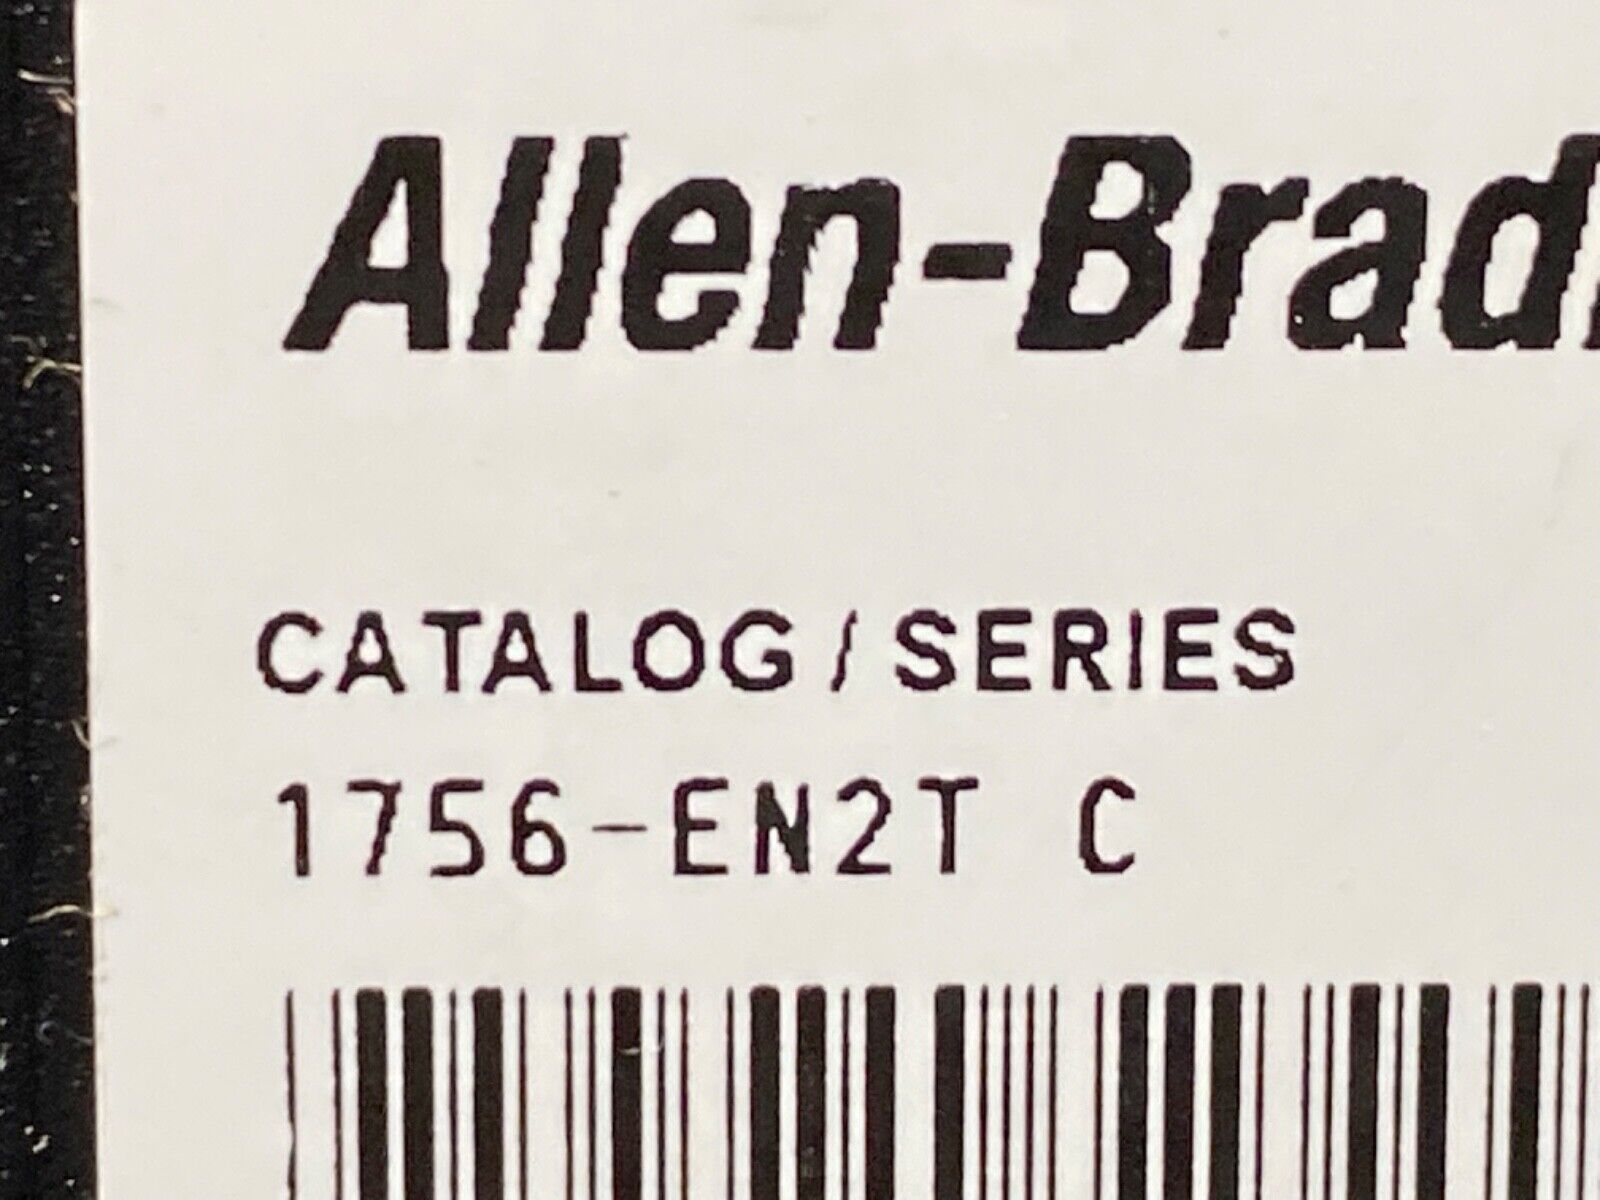 Allen-Brad
CATALOG / SERIES
1756-EN2T C